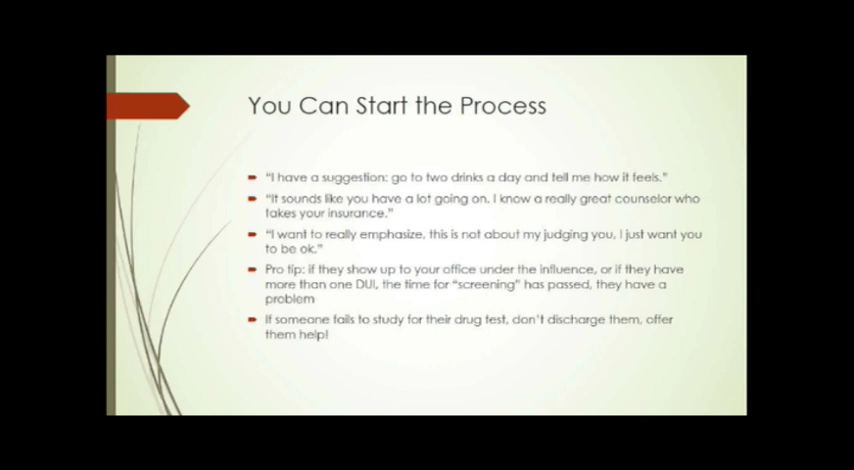 You Can Start the Process
"I have a suggestion: go to two drinks a day and tell me how it feels."
"It sounds like you have a lot going on. I know a really great counselor who
takes your insurance."
"I want to really emphasize, this is not about my judging you, I just want you
to be ok."
Pro tip: if they show up to your office under the influence, or if they have
more than one DUI, the time for "screening" has passed, they have a
problem
If someone fails to study for their drug test, don't discharge them, offer
them help!